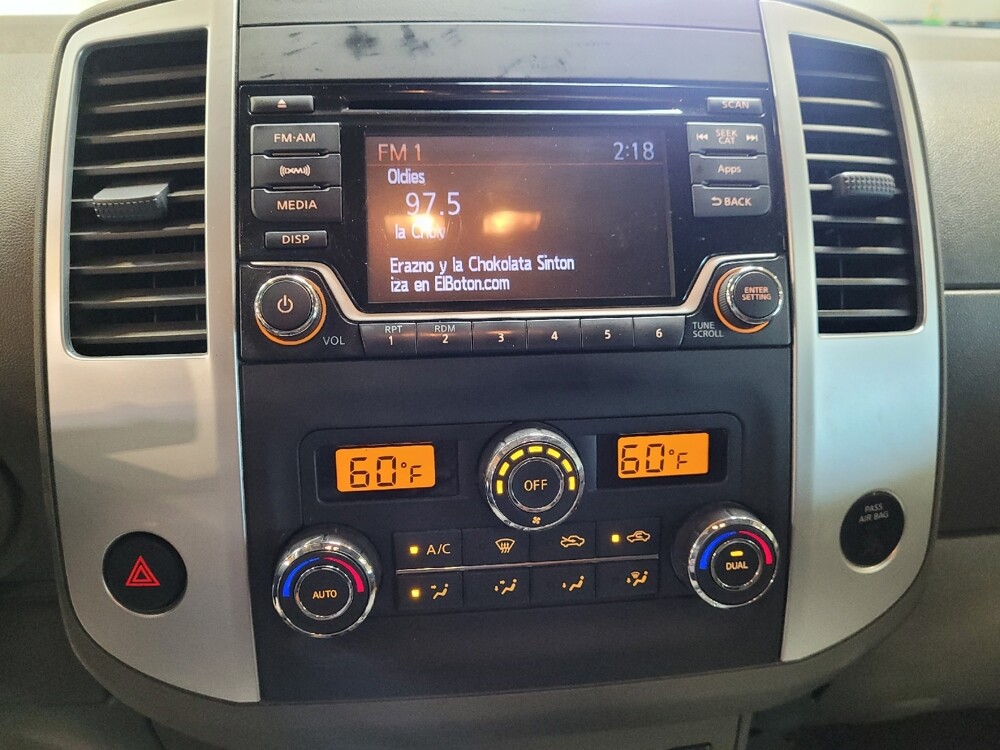 SCAN
FM·AM
SEEK
CAT
((XM))
Apps
MEDIA
BACK
DISP
FM 1 2:18
Oldies
97.5
la
Erazno y la Chokolata Sinton
iza en ElBoton.com
VOL
RPT
1
RDM
2
3
4
5
6
TUNE
SCROLL
ENTER
SETTING
60°F
OFF
60°F
PASS
AIR BAG
A/C
AUTO
DUAL